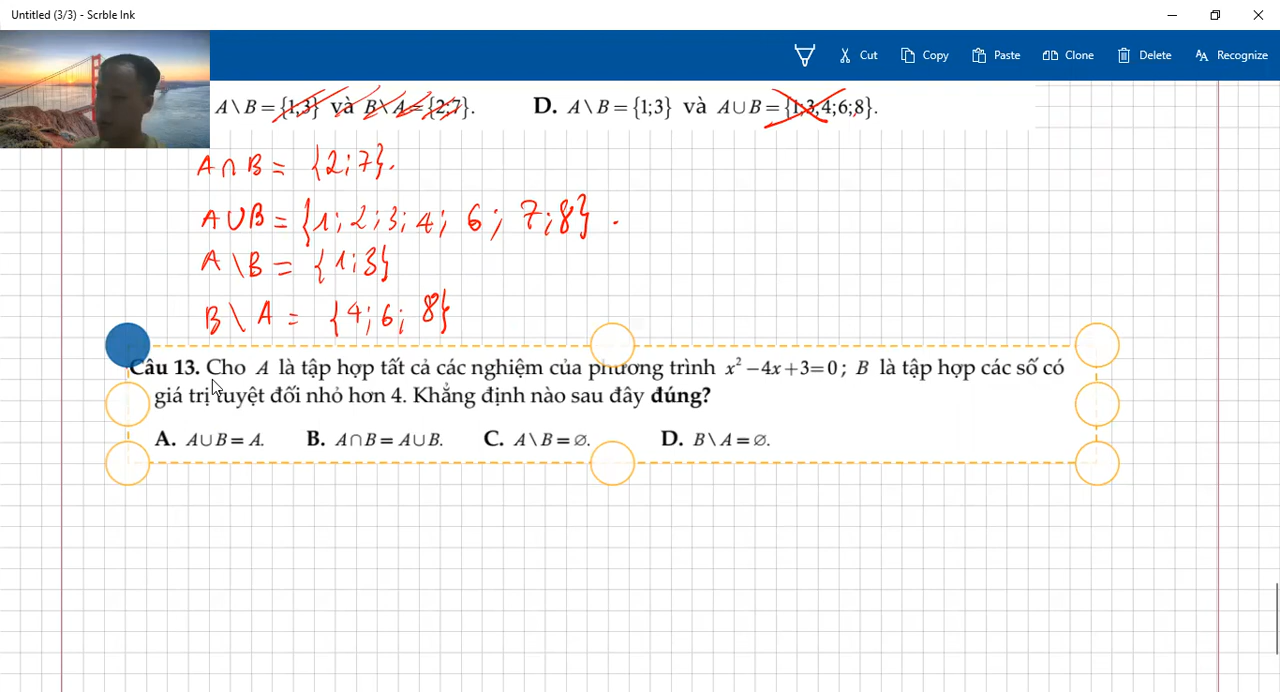 Untitled (3/3) - Scrble Ink
Cut Copy Paste Clone Delete Recognize
A \ B = {1,3} và B \ A = {2;7}. D. A \ B = {1;3} và A ∪ B = {1;3,4;6;8}.
A ∩ B = {2; 7}.
A ∪ B = {1; 2; 3; 4; 6; 7; 8}.
A \ B = {1; 3}
B \ A = {4; 6; 8}
Câu 13. Cho A là tập hợp tất cả các nghiệm của phương trình x² − 4x + 3 = 0; B là tập hợp các số có
giá trị tuyệt đối nhỏ hơn 4. Khẳng định nào sau đây đúng?
A. A ∪ B = A. B. A ∩ B = A ∪ B. C. A \ B = ∅. D. B \ A = ∅.